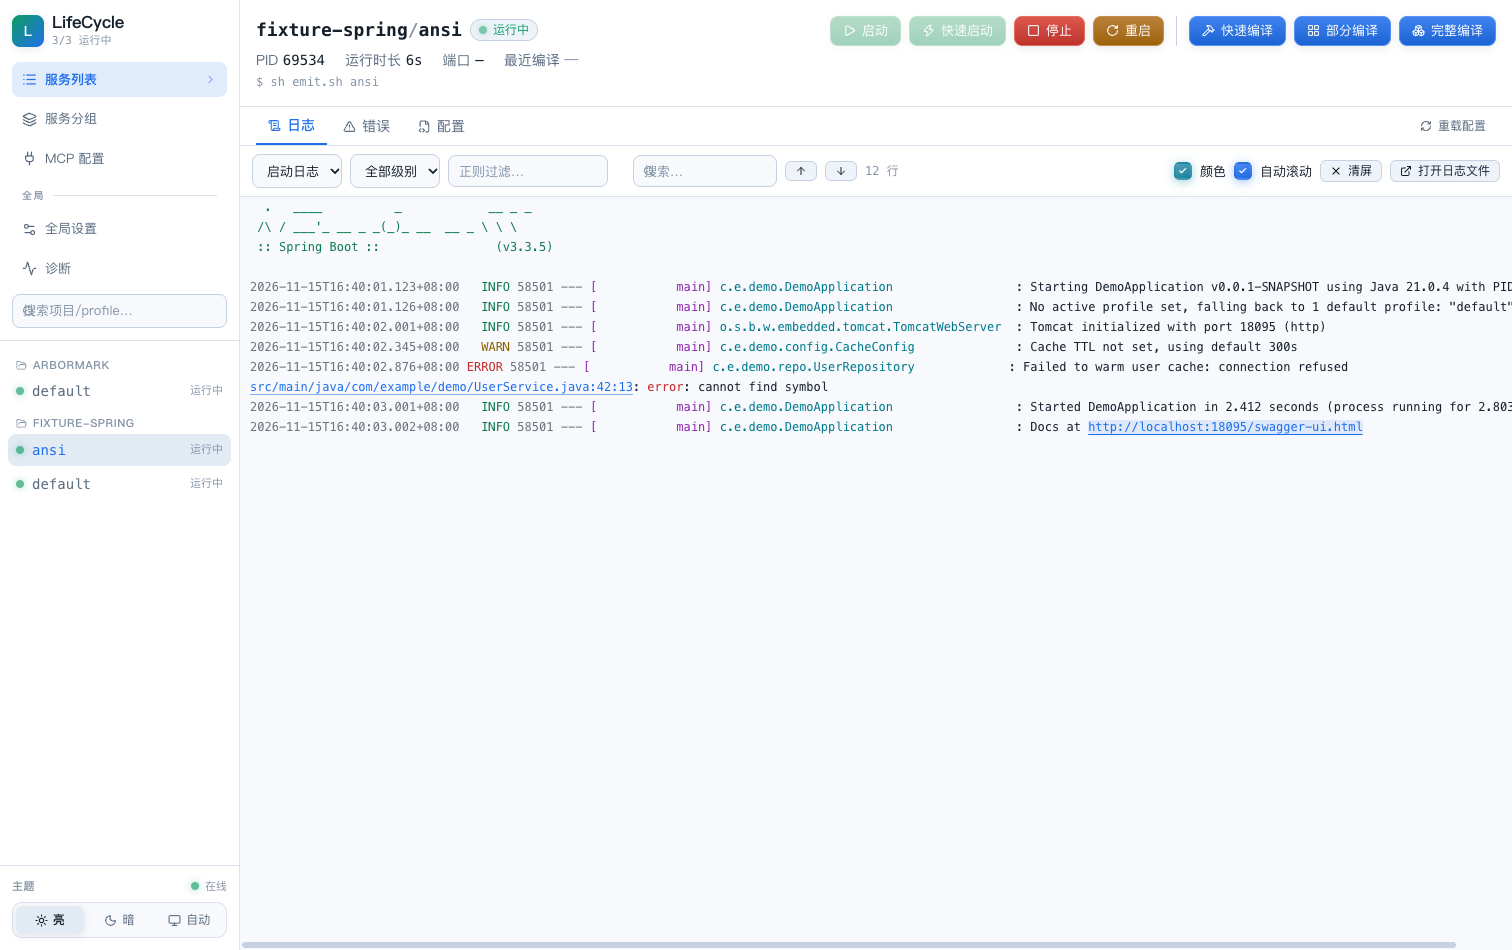 L LifeCycle
3/3 运行中
服务列表
服务分组
MCP 配置
全局
全局设置
诊断
搜索项目/profile...
ARBORMARK
default 运行中
FIXTURE-SPRING
ansi 运行中
default 运行中
主题 在线
亮 暗 自动
fixture-spring/ansi 运行中
启动 快速启动 停止 重启 快速编译 部分编译 完整编译
PID 69534 运行时长 6s 端口 — 最近编译 —
$ sh emit.sh ansi
日志 错误 配置 重载配置
启动日志 全部级别 正则过滤... 搜索... ↑ ↓ 12 行 颜色 自动滚动 清屏 打开日志文件
  .   ____          _            __ _ _
 /\ / ___'_ __ _ _(_)_ __  __ _ \ \ \
 :: Spring Boot ::                (v3.3.5)
2026-11-15T16:40:01.123+08:00   INFO 58501 --- [           main] c.e.demo.DemoApplication                 : Starting DemoApplication v0.0.1-SNAPSHOT using Java 21.0.4 with PID
2026-11-15T16:40:01.126+08:00   INFO 58501 --- [           main] c.e.demo.DemoApplication                 : No active profile set, falling back to 1 default profile: "default"
2026-11-15T16:40:02.001+08:00   INFO 58501 --- [           main] o.s.b.w.embedded.tomcat.TomcatWebServer  : Tomcat initialized with port 18095 (http)
2026-11-15T16:40:02.345+08:00   WARN 58501 --- [           main] c.e.demo.config.CacheConfig              : Cache TTL not set, using default 300s
2026-11-15T16:40:02.876+08:00 ERROR 58501 --- [           main] c.e.demo.repo.UserRepository             : Failed to warm user cache: connection refused
src/main/java/com/example/demo/UserService.java:42:13: error: cannot find symbol
2026-11-15T16:40:03.001+08:00   INFO 58501 --- [           main] c.e.demo.DemoApplication                 : Started DemoApplication in 2.412 seconds (process running for 2.803
2026-11-15T16:40:03.002+08:00   INFO 58501 --- [           main] c.e.demo.DemoApplication                 : Docs at http://localhost:18095/swagger-ui.html